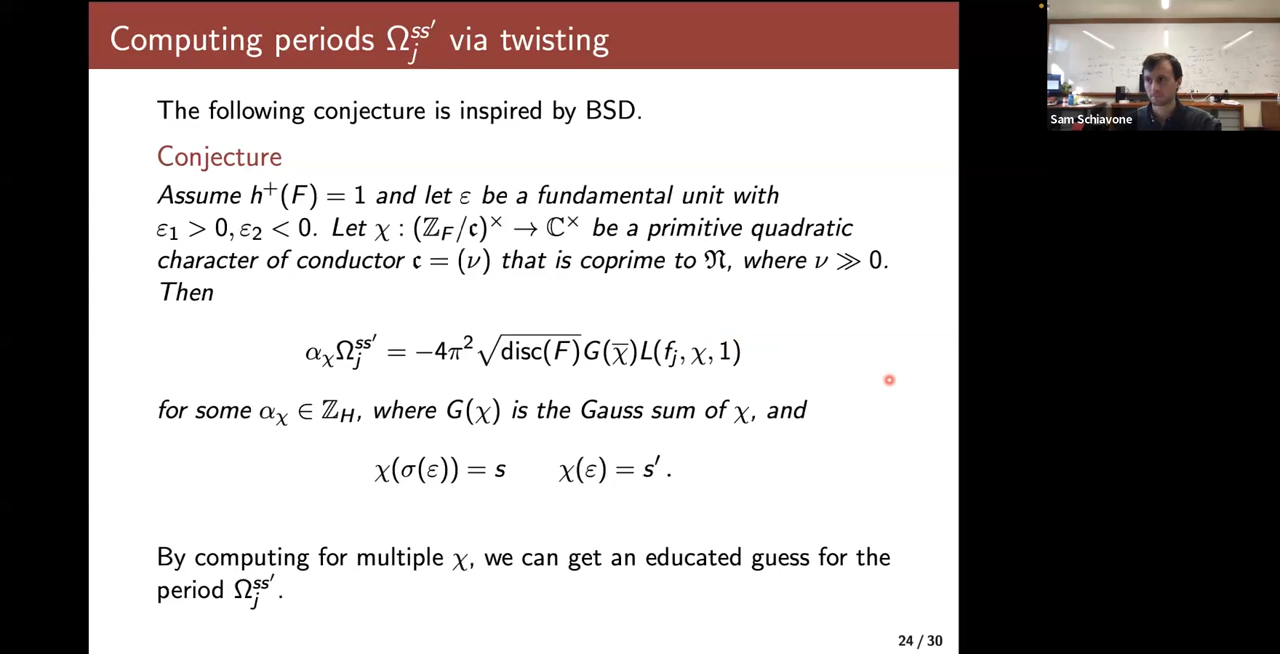 Computing periods Ω_j^{ss′} via twisting
The following conjecture is inspired by BSD.
Conjecture
Assume h⁺(F) = 1 and let ε be a fundamental unit with
ε₁ > 0, ε₂ < 0. Let χ : (ℤ_F/𝔠)^× → ℂ^× be a primitive quadratic
character of conductor 𝔠 = (ν) that is coprime to 𝔑, where ν ≫ 0.
Then
α_χ Ω_j^{ss′} = −4π² √disc(F) G(χ̄) L(f_j, χ, 1)
for some α_χ ∈ ℤ_H, where G(χ) is the Gauss sum of χ, and
χ(σ(ε)) = s χ(ε) = s′ .
By computing for multiple χ, we can get an educated guess for the
period Ω_j^{ss′}.
24 / 30
Sam Schiavone